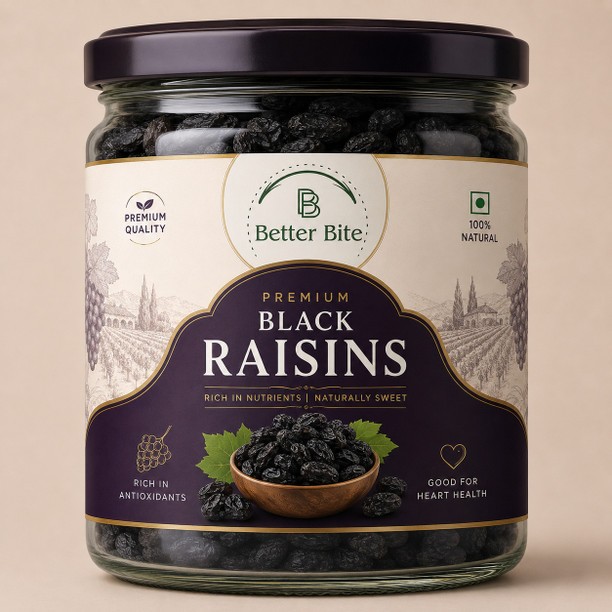 PREMIUM
QUALITY
B
Better Bite
100%
NATURAL
PREMIUM
BLACK
RAISINS
RICH IN NUTRIENTS | NATURALLY SWEET
RICH IN
ANTIOXIDANTS
GOOD FOR
HEART HEALTH